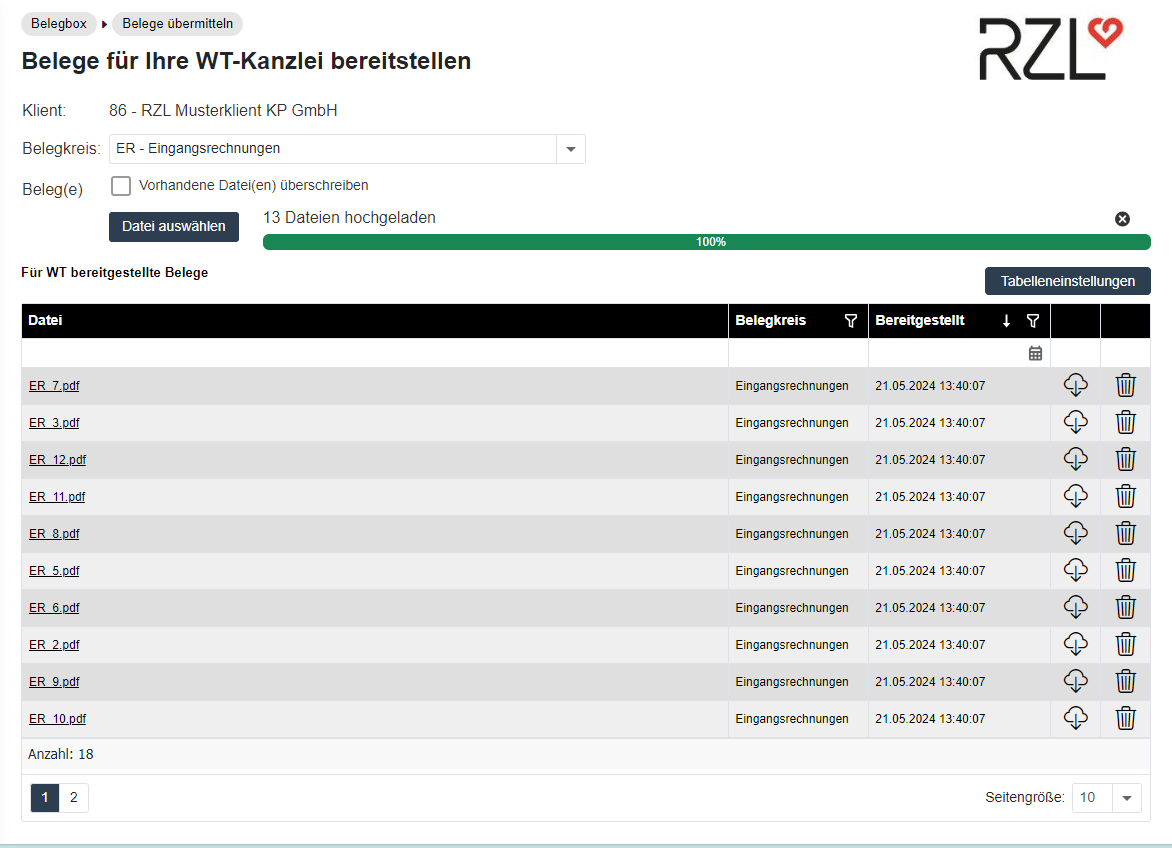 Belegbox Belege übermitteln
RZL
Belege für Ihre WT-Kanzlei bereitstellen
Klient: 86 - RZL Musterklient KP GmbH
Belegkreis: ER - Eingangsrechnungen
Beleg(e) Vorhandene Datei(en) überschreiben
Datei auswählen 13 Dateien hochgeladen
100%
Für WT bereitgestellte Belege
Tabelleneinstellungen
Datei Belegkreis Bereitgestellt
ER_7.pdf Eingangsrechnungen 21.05.2024 13:40:07
ER_3.pdf Eingangsrechnungen 21.05.2024 13:40:07
ER_12.pdf Eingangsrechnungen 21.05.2024 13:40:07
ER_11.pdf Eingangsrechnungen 21.05.2024 13:40:07
ER_8.pdf Eingangsrechnungen 21.05.2024 13:40:07
ER_5.pdf Eingangsrechnungen 21.05.2024 13:40:07
ER_6.pdf Eingangsrechnungen 21.05.2024 13:40:07
ER_2.pdf Eingangsrechnungen 21.05.2024 13:40:07
ER_9.pdf Eingangsrechnungen 21.05.2024 13:40:07
ER_10.pdf Eingangsrechnungen 21.05.2024 13:40:07
Anzahl: 18
1 2 Seitengröße: 10